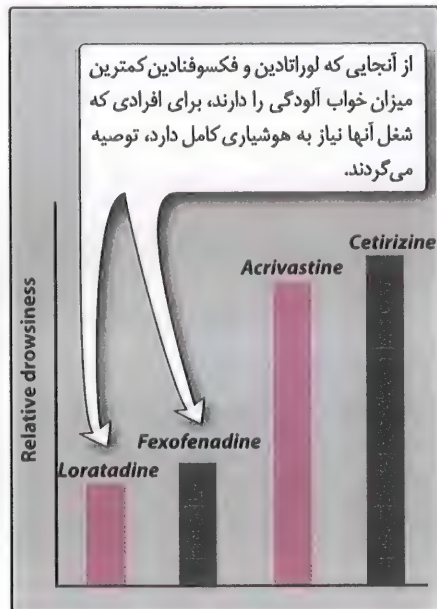 از آنجایی که لوراتادین و فکسوفنادین کمترین
میزان خواب آلودگی را دارند، برای افرادی که
شغل آنها نیاز به هوشیاری کامل دارد، توصیه
می‌گردند.
Cetirizine
Acrivastine
Fexofenadine
Loratadine
Relative drowsiness